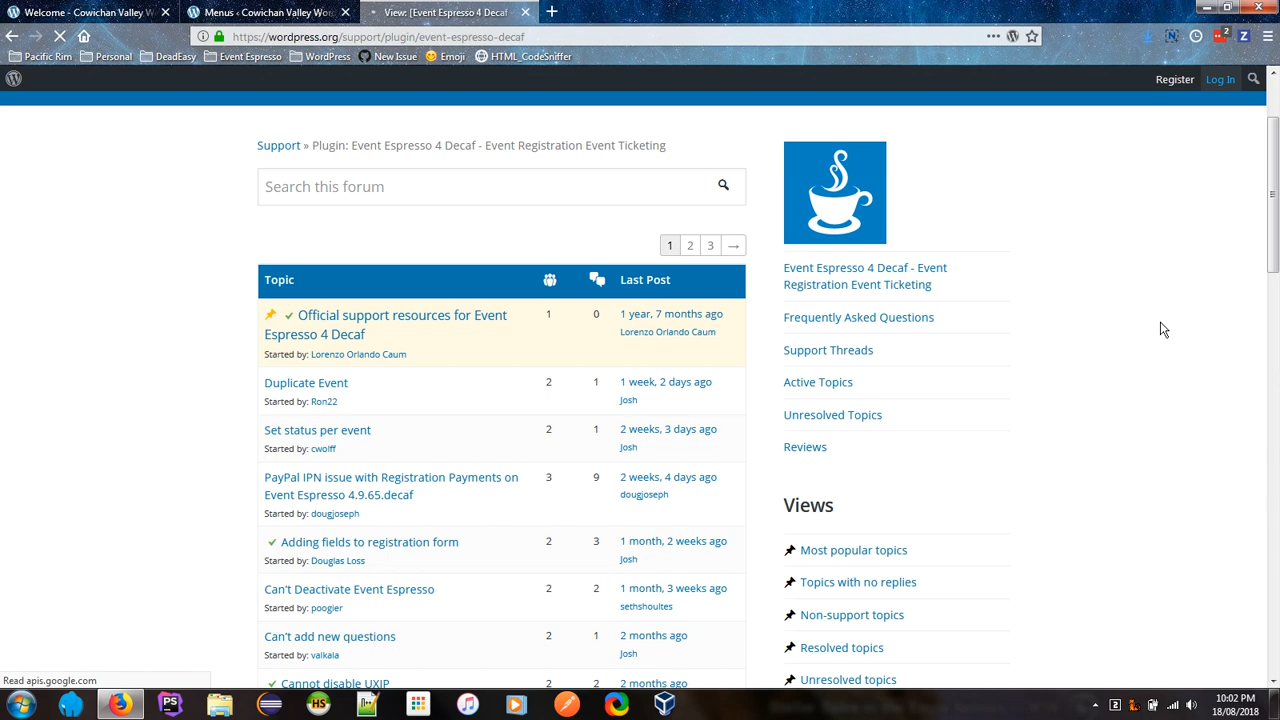 Welcome - Cowichan Valley W
Menus - Cowichan Valley Wor
View: [Event Espresso 4 Decaf
https://wordpress.org/support/plugin/event-espresso-decaf
Pacific Rim
Personal
DeadEasy
Event Espresso
WordPress
New Issue
Emoji
HTML_CodeSniffer
2
Register
Log In
Support » Plugin: Event Espresso 4 Decaf - Event Registration Event Ticketing
Search this forum
1 2 3 →
Topic
Last Post
Official support resources for Event
Espresso 4 Decaf
Started by: Lorenzo Orlando Caum
1
0
1 year, 7 months ago
Lorenzo Orlando Caum
Duplicate Event
Started by: Ron22
2
1
1 week, 2 days ago
Josh
Set status per event
Started by: cwolff
2
1
2 weeks, 3 days ago
Josh
PayPal IPN issue with Registration Payments on
Event Espresso 4.9.65.decaf
Started by: dougjoseph
3
9
2 weeks, 4 days ago
dougjoseph
Adding fields to registration form
Started by: Douglas Loss
2
3
1 month, 2 weeks ago
Josh
Can't Deactivate Event Espresso
Started by: poogier
2
2
1 month, 3 weeks ago
sethshoultes
Can't add new questions
Started by: valkala
2
1
2 months ago
Josh
Cannot disable UXIP
2
2
2 months ago
Event Espresso 4 Decaf - Event
Registration Event Ticketing
Frequently Asked Questions
Support Threads
Active Topics
Unresolved Topics
Reviews
Views
Most popular topics
Topics with no replies
Non-support topics
Resolved topics
Unresolved topics
Read apis.google.com
PS
HS
10:02 PM
18/08/2018